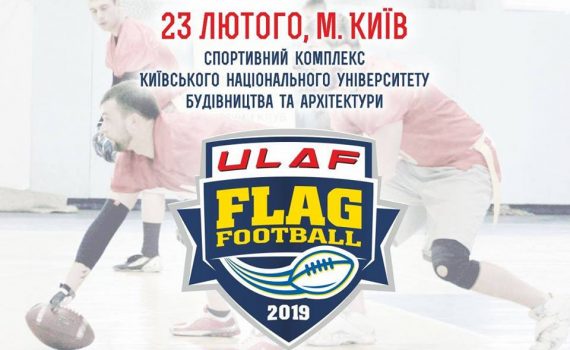 23 ЛЮТОГО, М. КИЇВ
СПОРТИВНИЙ КОМПЛЕКС
КИЇВСЬКОГО НАЦІОНАЛЬНОГО УНІВЕРСИТЕТУ
БУДІВНИЦТВА ТА АРХІТЕКТУРИ
ULAF
FLAG
FOOTBALL
2019